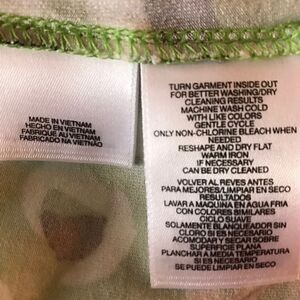 MADE IN VIETNAM
HECHO EN VIETNAM
FABRIQUE AU VIETNAM
FABRICADO NA VIETNÃO
TURN GARMENT INSIDE OUT
FOR BETTER WASHING/DRY
CLEANING RESULTS
MACHINE WASH COLD
WITH LIKE COLORS
GENTLE CYCLE
ONLY NON-CHLORINE BLEACH WHEN
NEEDED
RESHAPE AND DRY FLAT
WARM IRON
IF NECESSARY
CAN BE DRY CLEANED
VOLVER AL REVES ANTES
PARA MEJORES/LIMPIEO EN SECO
RESULTADOS
LAVAR A MAQUINA EN AGUA FRIA
CON COLORES SIMILARES
CICLO SUAVE
SOLAMENTE BLANQUEADOR SIN
CLORO SI ES NECESARIO
ACOMODAR Y SECAR SOBRE
SUPERFICIE PLANA
PLANCHAR A MEDIA TEMPERATURA
SI ES NECESARIO
SE PUEDE LIMPIAR EN SECO